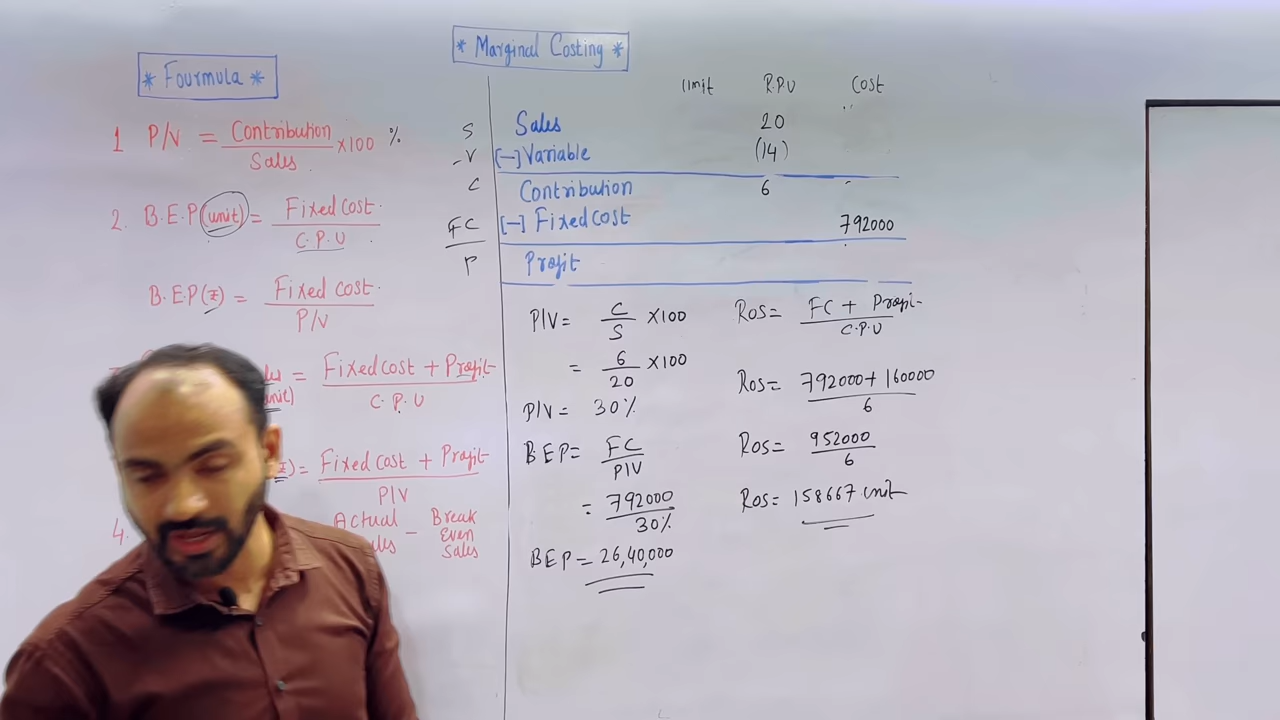 * Marginal Costing *
* Fourmula *
1 P/V = Contribution / Sales ×100 %
2. B.E.P (unit) = Fixed cost. / C.P.U
B.E.P (₹) = Fixed cost. / P/V
= Fixed cost + Profit / C.P.U
= Fixed cost + Profit / P/V
4. Actual - Break Even Sales
S
-V
C
FC
P
Unit R.P.U Cost
Sales 20
[-] Variable (14)
Contribution 6
[-] Fixed cost 792000
Profit
P/V = C/S ×100
= 6/20 ×100
P/V = 30%
BEP = FC / P/V
= 792000 / 30%
BEP = 26,40,000
ROS = FC + Profit / C.P.U
ROS = 792000 + 160000 / 6
ROS = 952000 / 6
ROS = 158667 unit